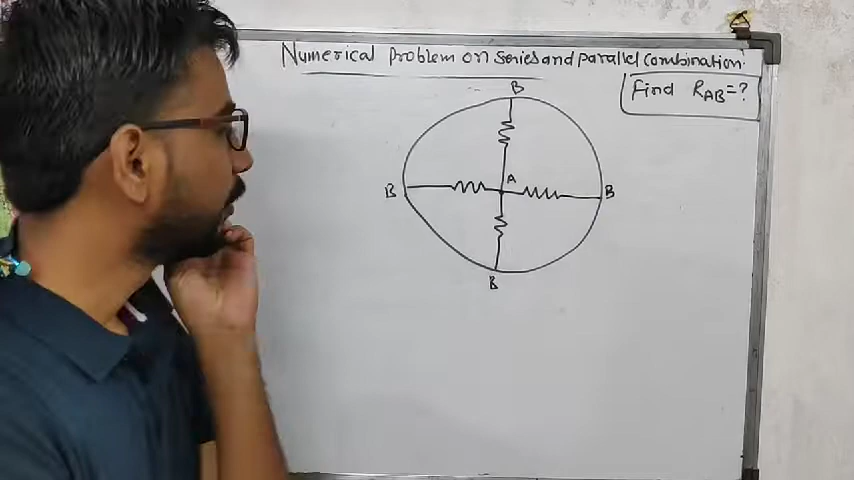 Numerical Problem on Series and parallel Combination:
Find RAB=?
B
B
A
B
B